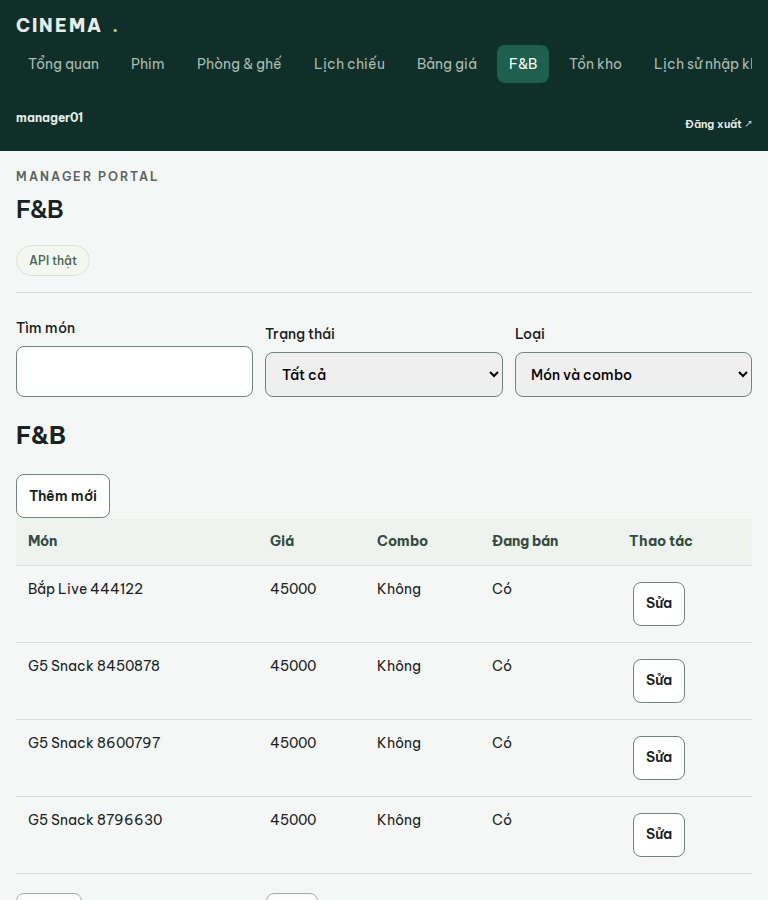 CINEMA .
Tổng quan Phim Phòng & ghế Lịch chiếu Bảng giá F&B Tồn kho Lịch sử nhập
manager01
Đăng xuất ↗
MANAGER PORTAL
F&B
API thật
Tìm món Trạng thái Loại
Tất cả Món và combo
F&B
Thêm mới
Món Giá Combo Đang bán Thao tác
Bắp Live 444122 45000 Không Có Sửa
G5 Snack 8450878 45000 Không Có Sửa
G5 Snack 8600797 45000 Không Có Sửa
G5 Snack 8796630 45000 Không Có Sửa